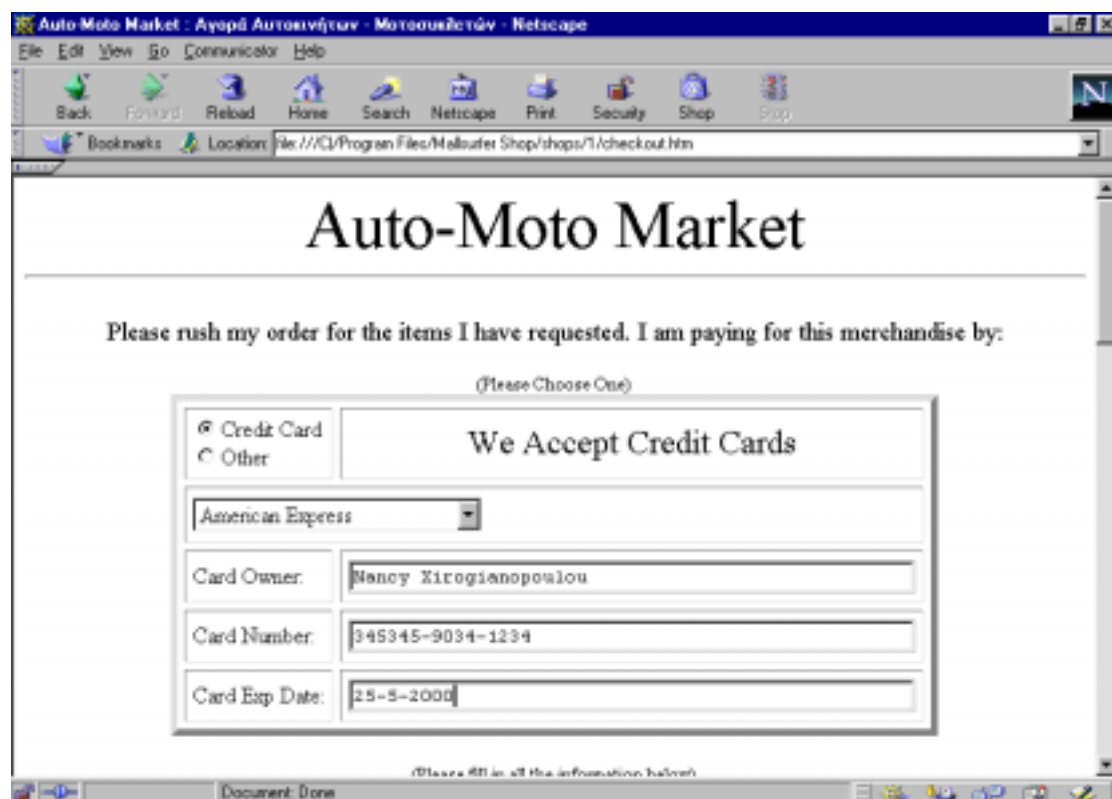 Auto-Moto Market : Αγορά Αυτοκινήτων - Μοτοσυκλετών - Netscape
File Edit View Go Communicator Help
Back Forward Reload Home Search Netscape Print Security Shop Stop
Bookmarks Location: file:///C|/Program Files/Mallsurfer Shop/shops/1/checkout.htm
Auto-Moto Market
Please rush my order for the items I have requested. I am paying for this merchandise by:
(Please Choose One)
Credit Card
Other
We Accept Credit Cards
American Express
Card Owner: Nancy Xirogianopoulou
Card Number: 345345-9034-1234
Card Exp Date: 25-5-2000
(Please fill in all the information below)
Document: Done